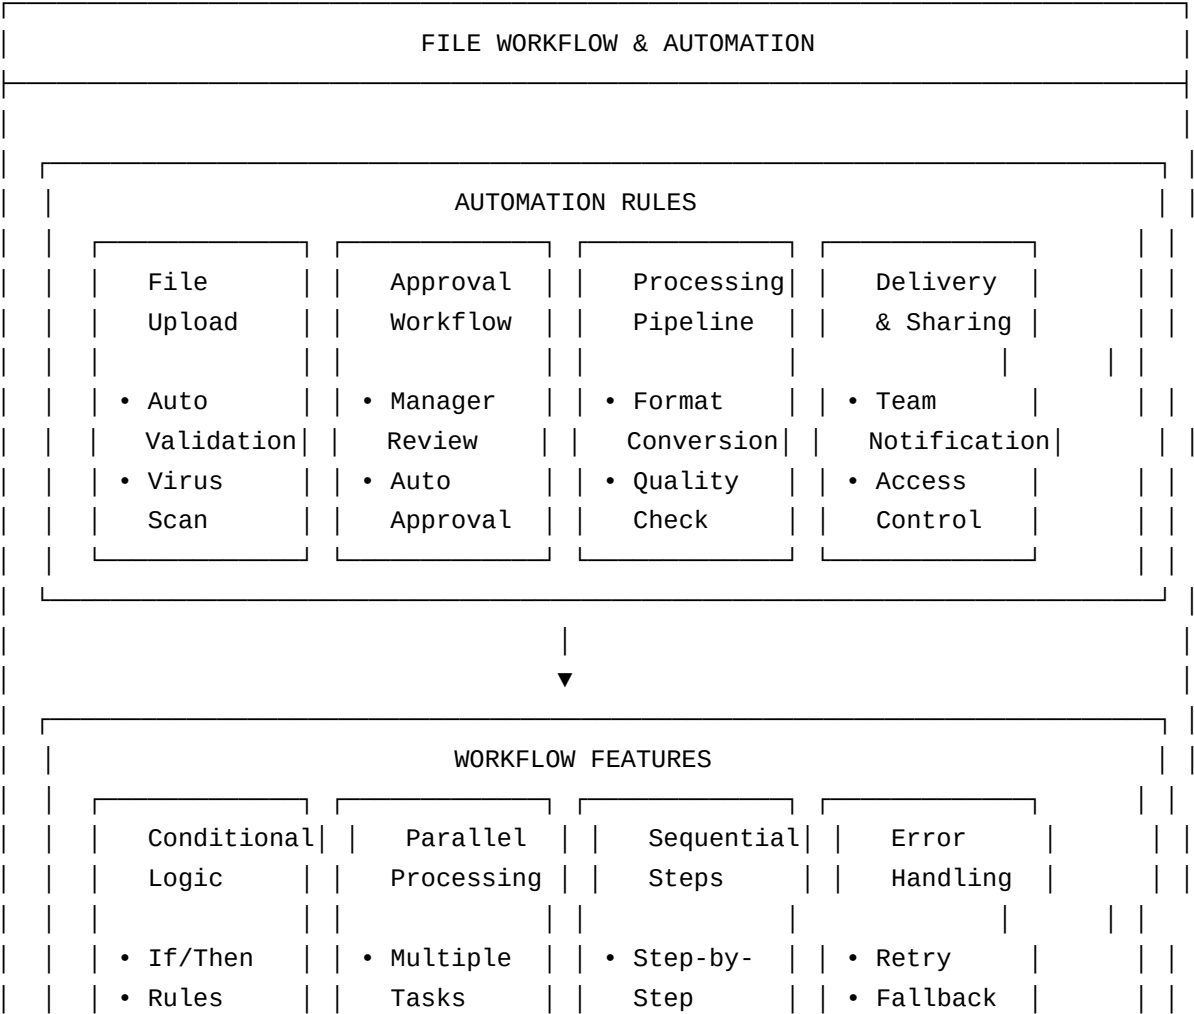 FILE WORKFLOW & AUTOMATION
AUTOMATION RULES
File Approval Processing Delivery
Upload Workflow Pipeline & Sharing
• Auto • Manager • Format • Team
Validation Review Conversion Notification
• Virus • Auto • Quality • Access
Scan Approval Check Control
▼
WORKFLOW FEATURES
Conditional Parallel Sequential Error
Logic Processing Steps Handling
• If/Then • Multiple • Step-by- • Retry
• Rules Tasks Step • Fallback